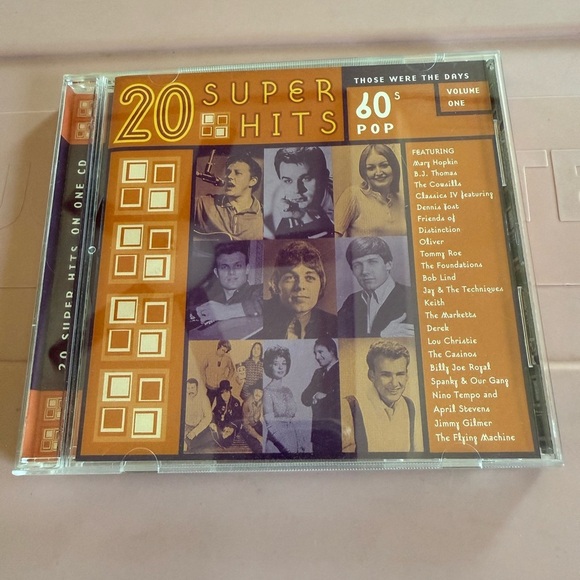 20 SUPER HITS
THOSE WERE THE DAYS
60s POP
VOLUME ONE
FEATURING
Mary Hopkin
B.J. Thomas
The Cowsills
Classics IV featuring
Dennis Yost
Friends of
Distinction
Oliver
Tommy Roe
The Foundations
Bob Lind
Jay & The Techniques
Keith
The Marketts
Derek
Lou Christie
The Casinos
Billy Joe Royal
Spanky & Our Gang
Nino Tempo and
April Stevens
Jimmy Gilmer
The Flying Machine
20 SUPER HITS ON ONE CD